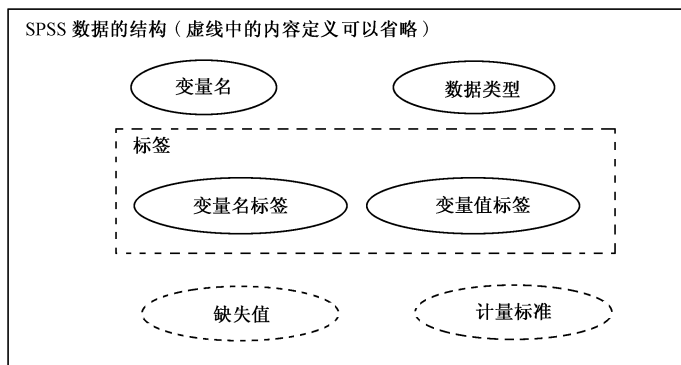 SPSS 数据的结构（虚线中的内容定义可以省略）
变量名
数据类型
标签
变量名标签
变量值标签
缺失值
计量标准